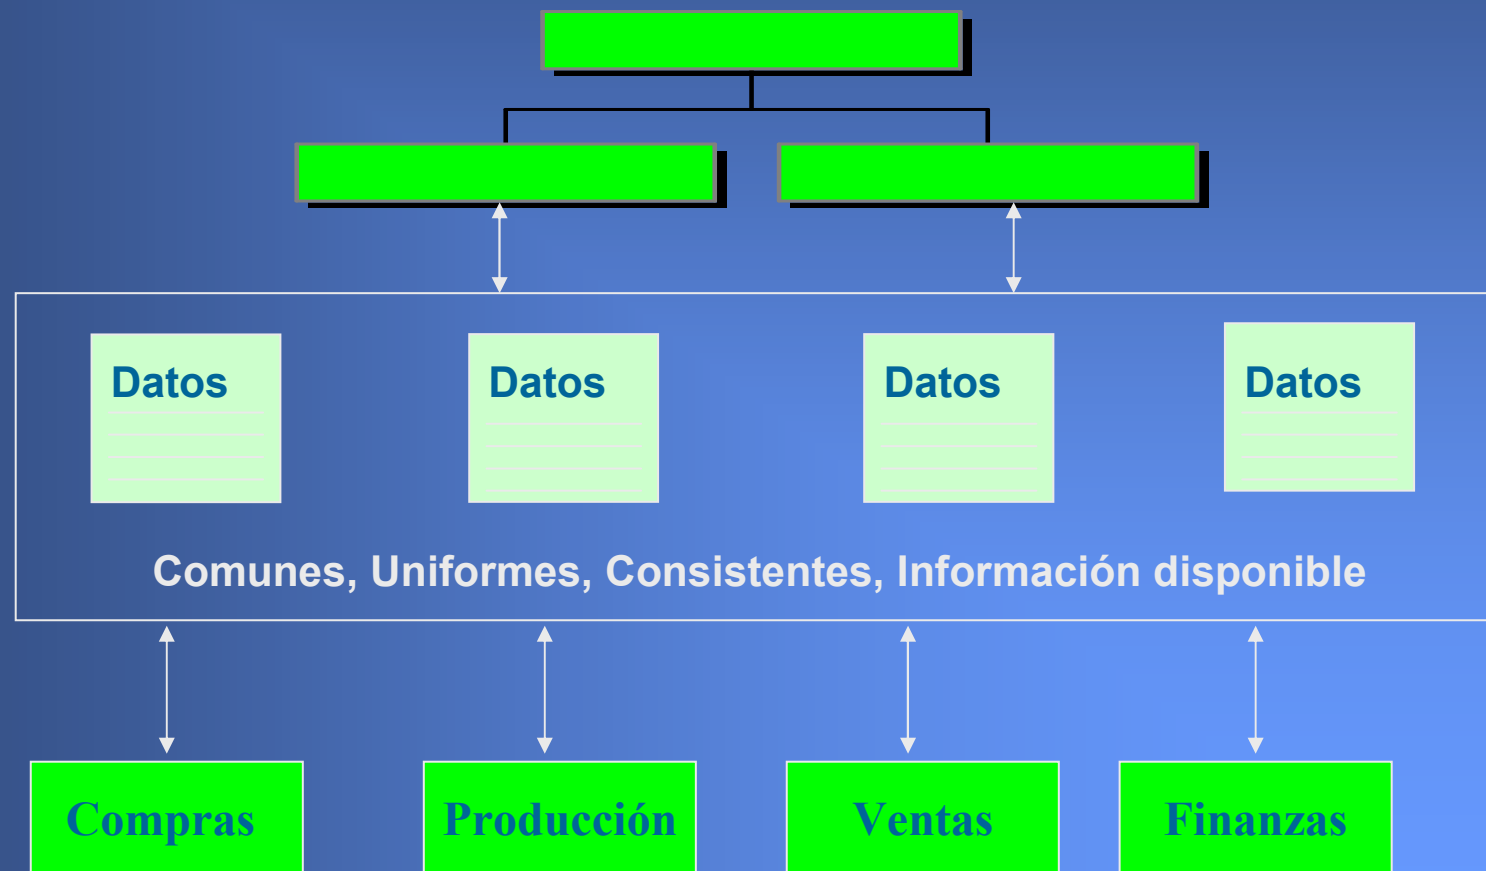 Datos
Datos
Datos
Datos
Comunes, Uniformes, Consistentes, Información disponible
Compras
Producción
Ventas
Finanzas